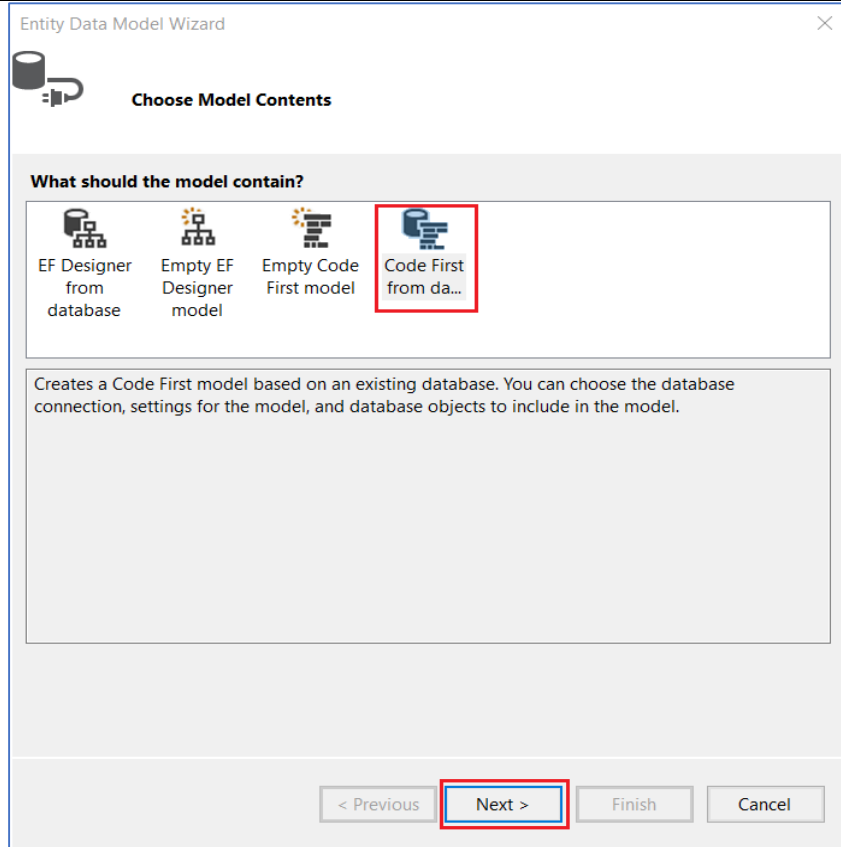 Entity Data Model Wizard
Choose Model Contents
What should the model contain?
EF Designer
from
database
Empty EF
Designer
model
Empty Code
First model
Code First
from da...
Creates a Code First model based on an existing database. You can choose the database
connection, settings for the model, and database objects to include in the model.
< Previous
Next >
Finish
Cancel